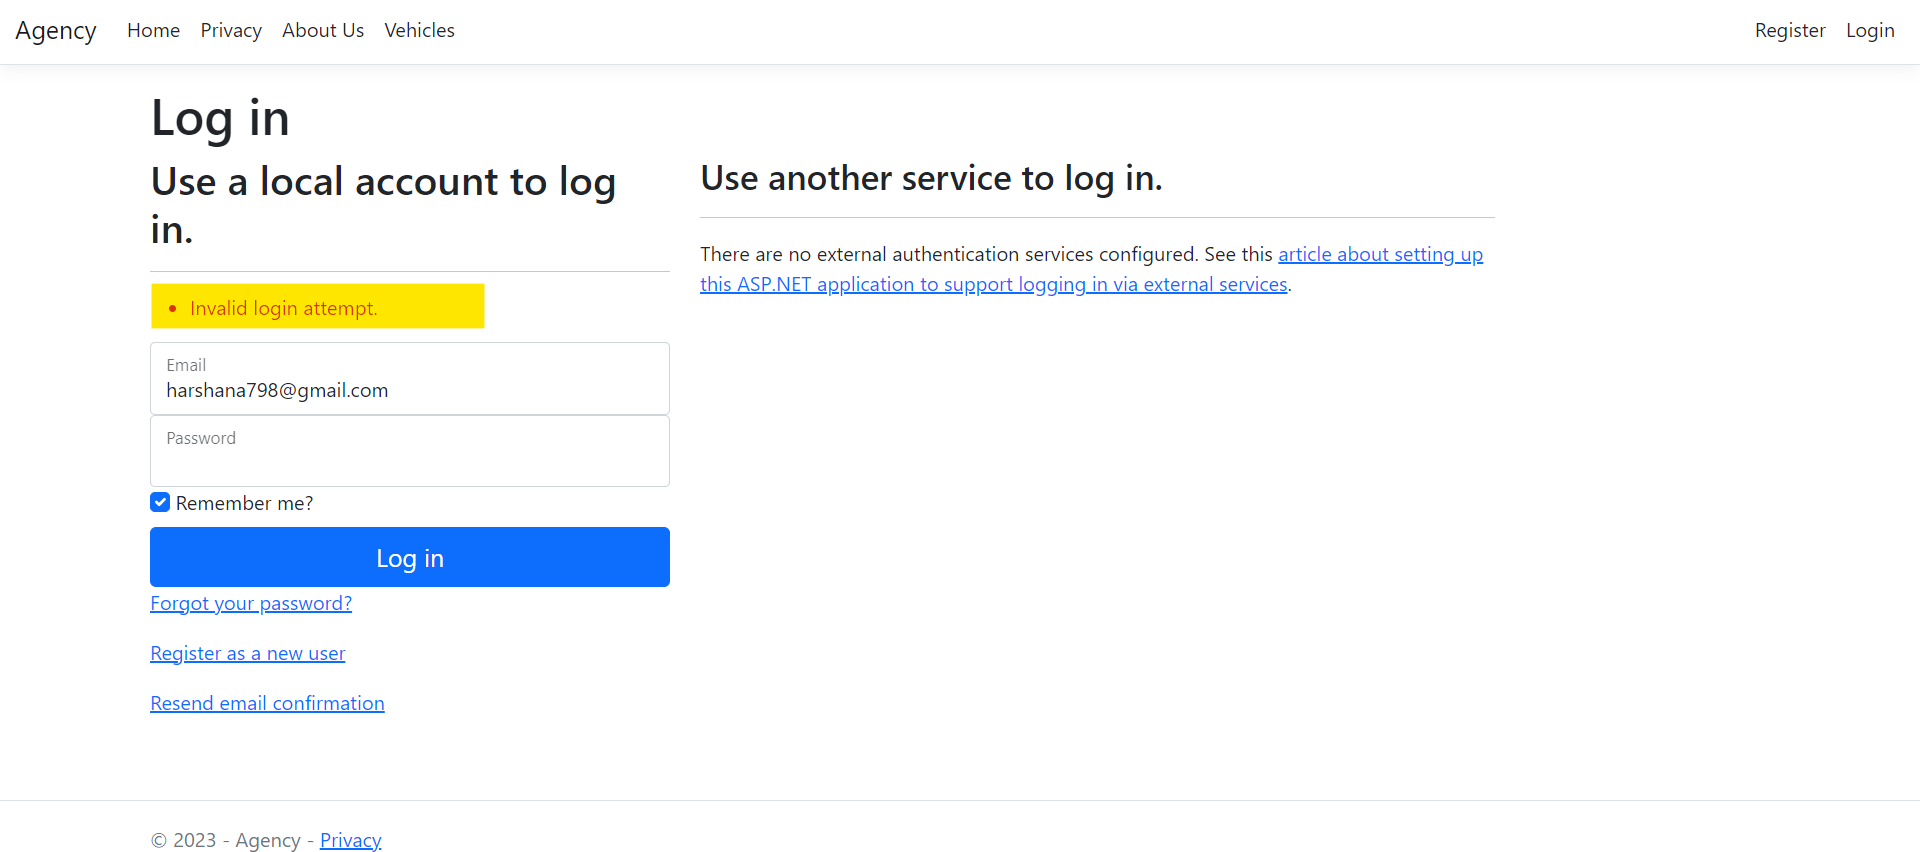 Agency Home Privacy About Us Vehicles Register Login
Log in
Use a local account to log
in.
Invalid login attempt.
Email
harshana798@gmail.com
Password
Remember me?
Log in
Forgot your password?
Register as a new user
Resend email confirmation
Use another service to log in.
There are no external authentication services configured. See this article about setting up
this ASP.NET application to support logging in via external services.
© 2023 - Agency - Privacy